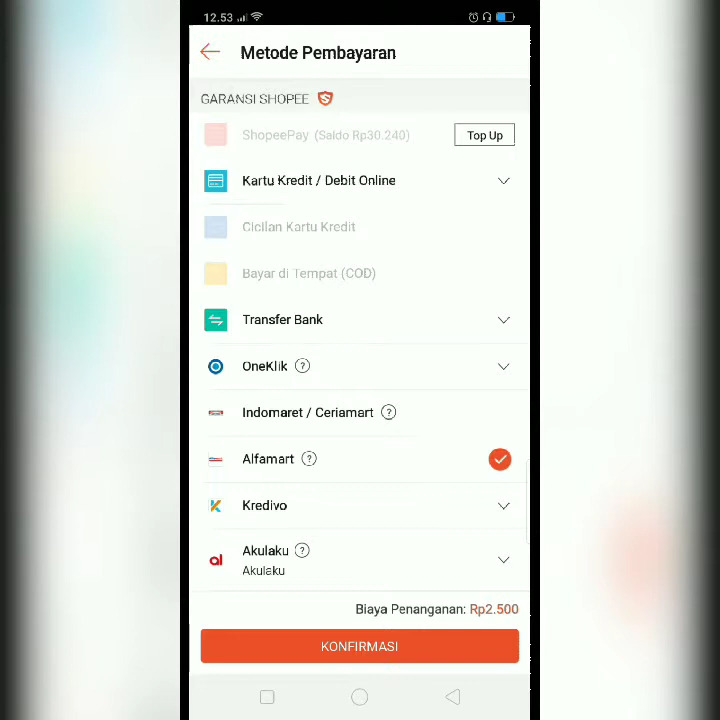 12.53
Metode Pembayaran
GARANSI SHOPEE
ShopeePay (Saldo Rp30.240)
Top Up
Kartu Kredit / Debit Online
Cicilan Kartu Kredit
Bayar di Tempat (COD)
Transfer Bank
OneKlik ?
Indomaret / Ceriamart ?
Alfamart ?
Kredivo
Akulaku ?
Akulaku
Biaya Penanganan: Rp2.500
KONFIRMASI